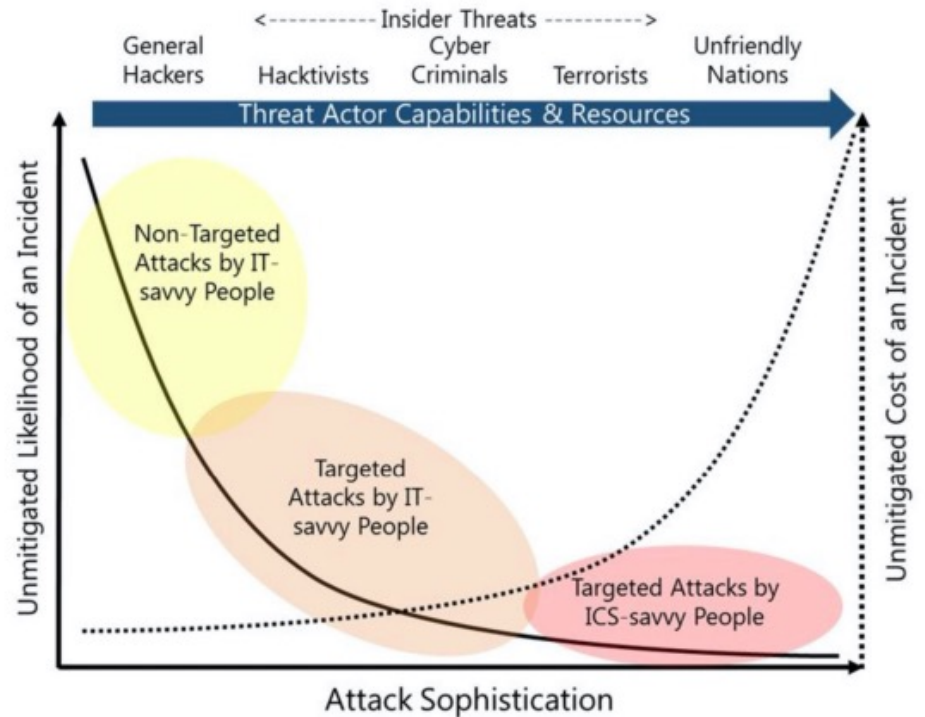 <---------- Insider Threats ---------->
General
Hackers
Hacktivists
Cyber
Criminals
Terrorists
Unfriendly
Nations
Threat Actor Capabilities & Resources
Unmitigated Likelihood of an Incident
Non-Targeted
Attacks by IT-
savvy People
Targeted
Attacks by IT-
savvy People
Targeted Attacks by
ICS-savvy People
Unmitigated Cost of an Incident
Attack Sophistication